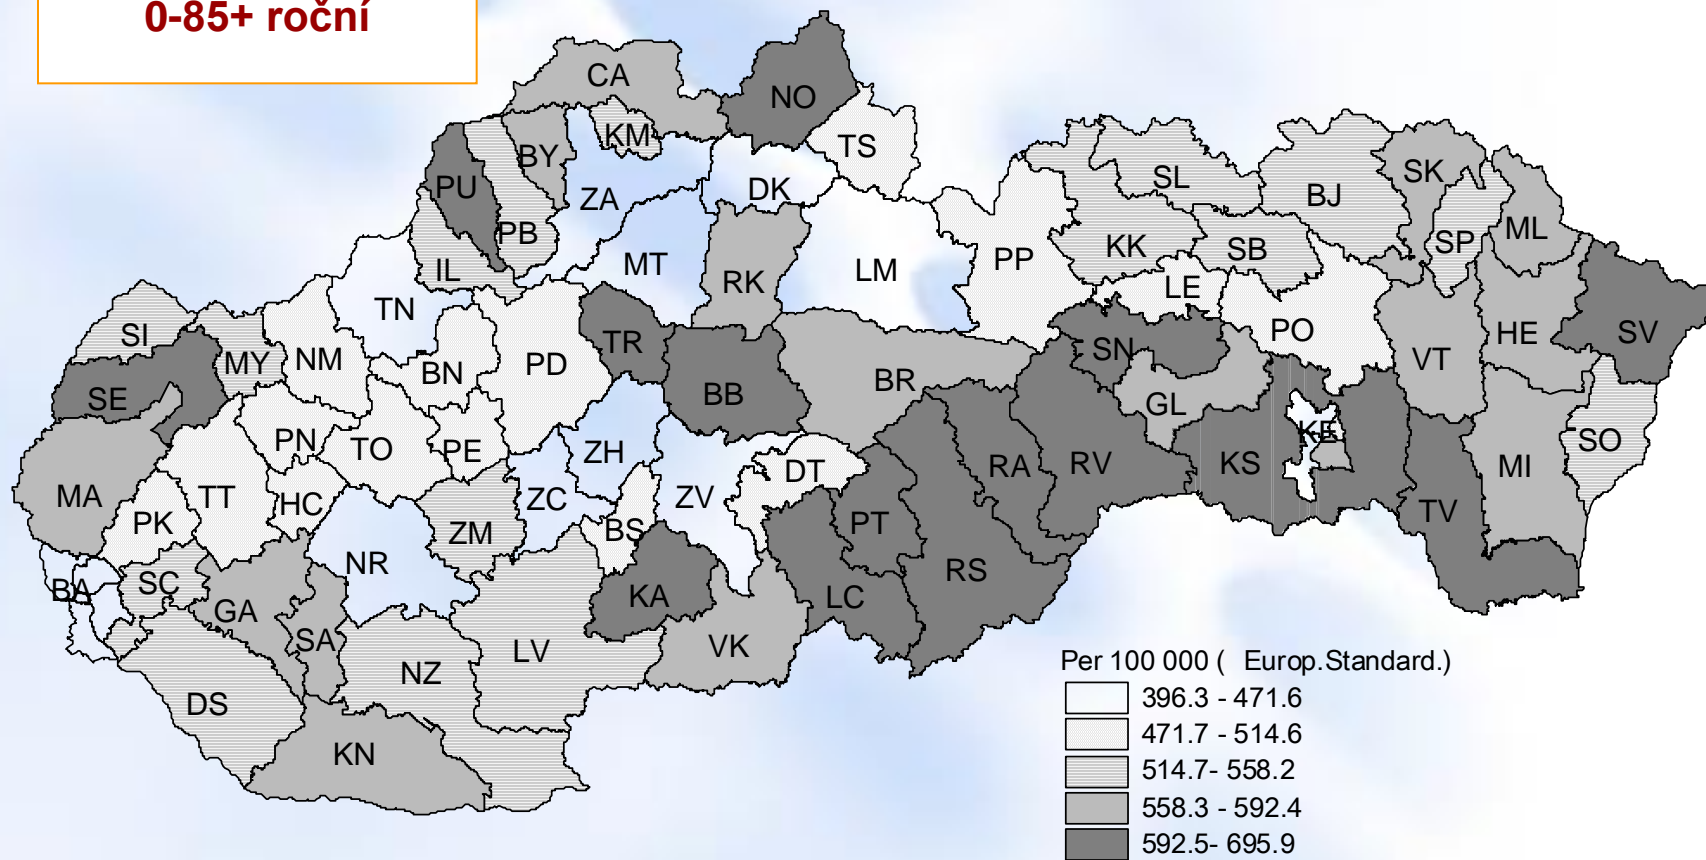 0-85+ roční
CA
NO
KM
TS
BY
PU
ZA
DK
SL
SK
BJ
ML
PB
KK
SB
SP
IL
MT
RK
LM
PP
LE
TN
SI
MY
NM
BN
PD
TR
SN
PO
VT
HE
SV
SE
BB
BR
GL
PN
TO
PE
ZH
KE
SO
MA
TT
HC
ZC
ZV
DT
RA
RV
KS
MI
PK
ZM
BS
PT
TV
NR
BA
SC
GA
KA
LC
RS
SA
LV
VK
NZ
DS
KN
Per 100 000 ( Europ.Standard.)
396.3 - 471.6
471.7 - 514.6
514.7- 558.2
558.3 - 592.4
592.5- 695.9